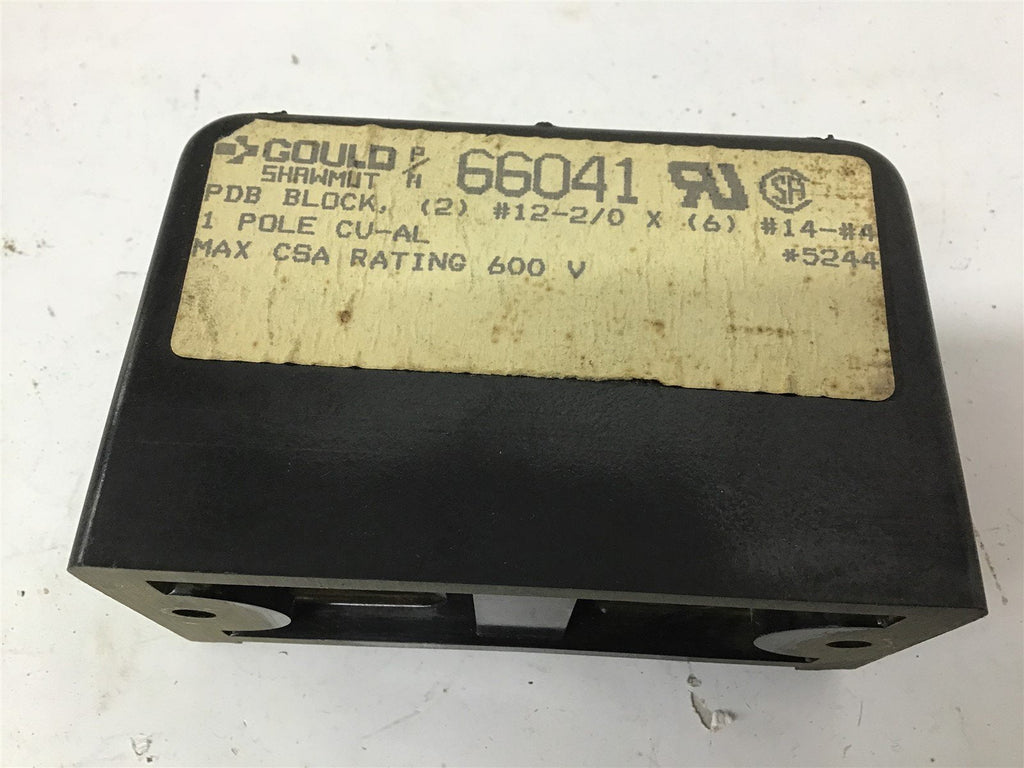 GOULD P/N 66041
SHAWMUT
PDB BLOCK, (2) #12-2/0 X (6) #14-#4
1 POLE CU-AL *5244
MAX CSA RATING 600 V